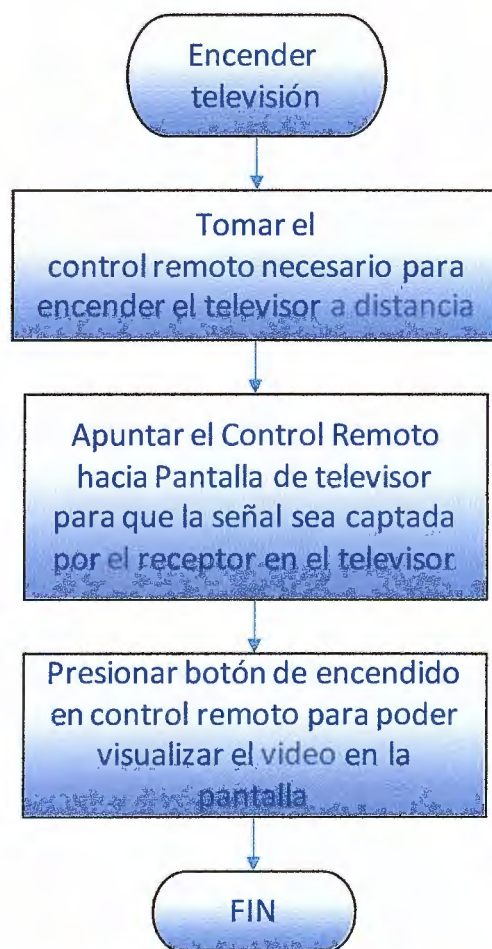 Encender
televisión
Tomar el
control remoto necesario para
encender el televisor a distancia
Apuntar el Control Remoto
hacia Pantalla de televisor
para que la señal sea captada
por el receptor en el televisor
Presionar botón de encendido
en control remoto para poder
visualizar el video en la
pantalla
FIN